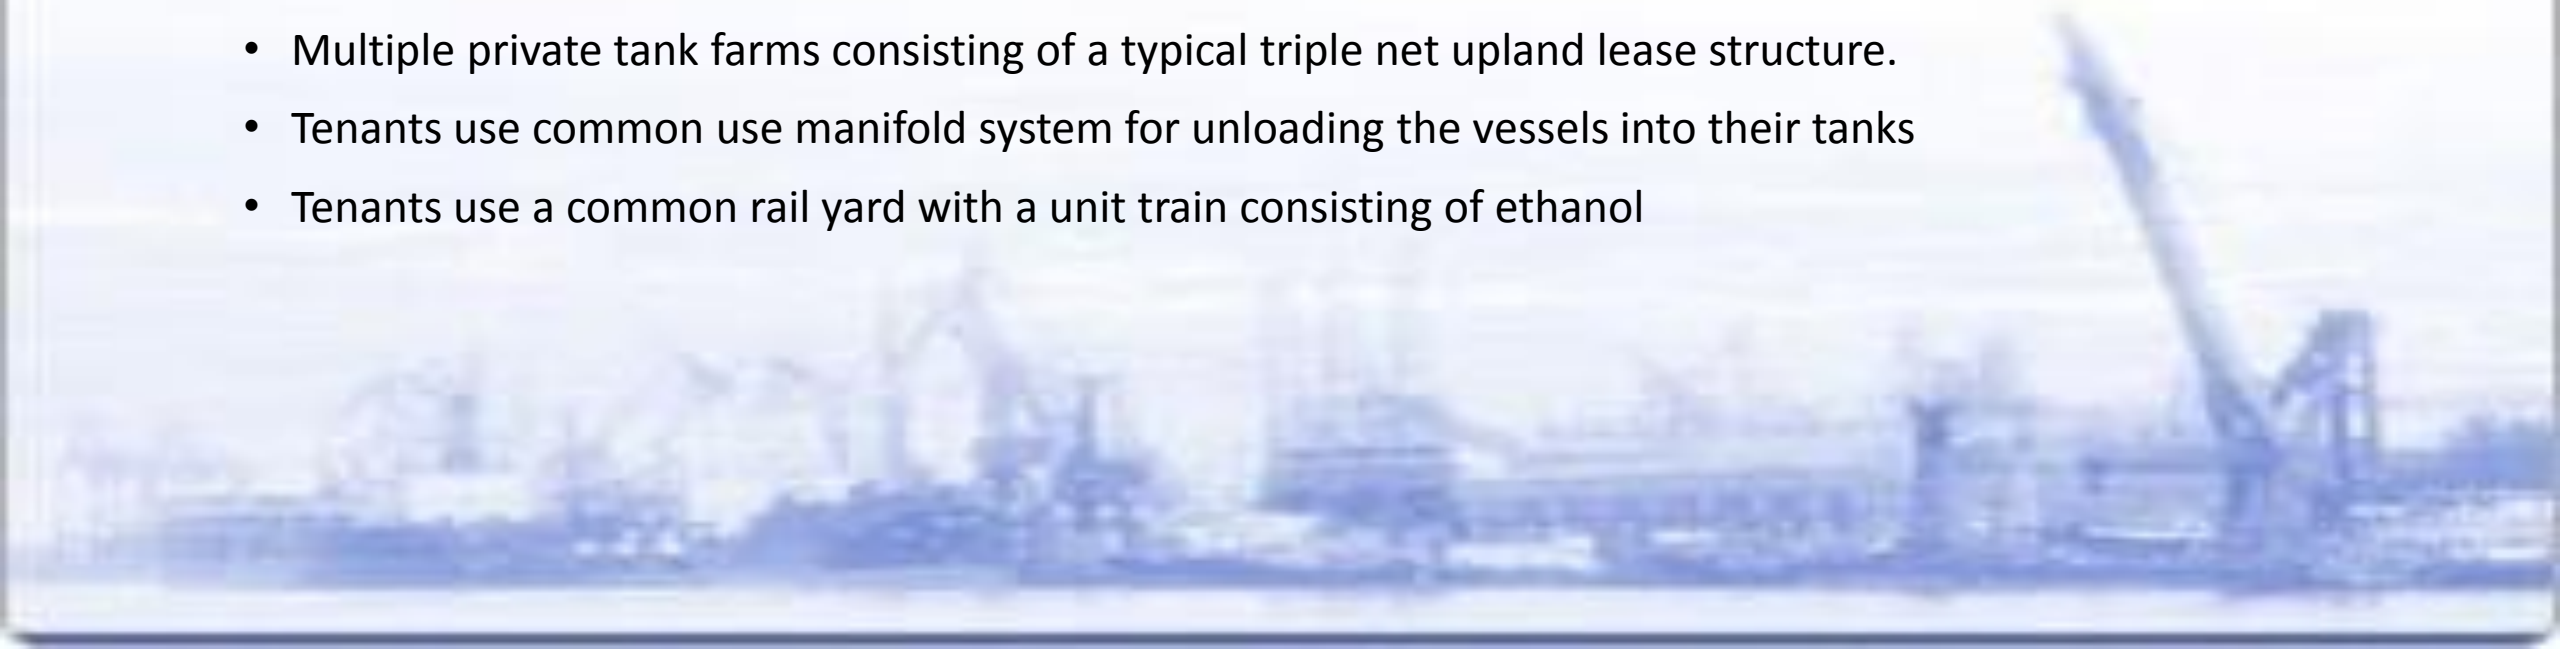 • Multiple private tank farms consisting of a typical triple net upland lease structure.
• Tenants use common use manifold system for unloading the vessels into their tanks
• Tenants use a common rail yard with a unit train consisting of ethanol